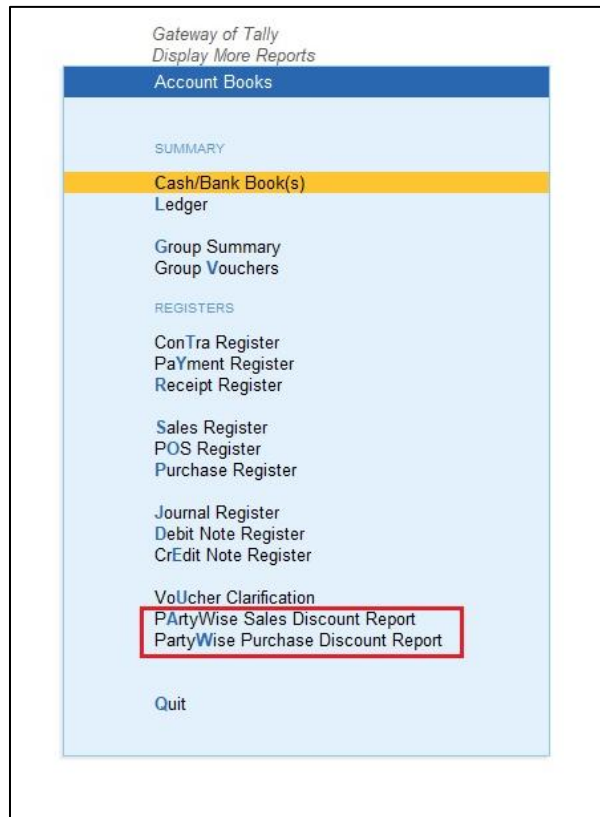 Gateway of Tally
Display More Reports
Account Books
SUMMARY
Cash/Bank Book(s)
Ledger
Group Summary
Group Vouchers
REGISTERS
ConTra Register
PaYment Register
Receipt Register
Sales Register
POS Register
Purchase Register
Journal Register
Debit Note Register
CrEdit Note Register
VoUcher Clarification
PArtyWise Sales Discount Report
PartyWise Purchase Discount Report
Quit